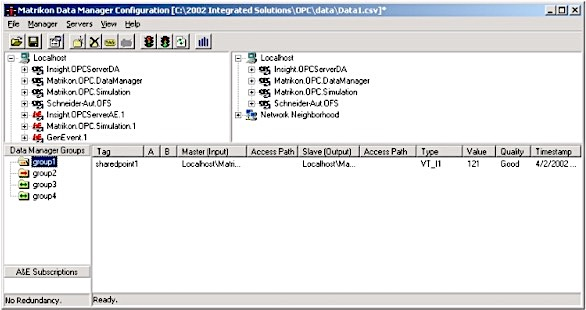 Matrikon Data Manager Configuration [C:\2002 Integrated Solutions\OPC\data\Data1.csv]*
File Manager Servers View Help
Localhost
Insight.OPCServerDA
Matrikon.OPC.DataManager
Matrikon.OPC.Simulation
Schneider-Aut.OFS
Insight.OPCServerAE.1
Matrikon.OPC.Simulation.1
GenEvent.1
Localhost
Insight.OPCServerDA
Matrikon.OPC.DataManager
Matrikon.OPC.Simulation
Schneider-Aut.OFS
Network Neighborhood
Data Manager Groups
group1
group2
group3
group4
A&E Subscriptions
Tag A B Master (Input) Access Path Slave (Output) Access Path Type Value Quality Timestamp
sharedpoint1 Localhost\Matri... Localhost\Ma... VT_I1 121 Good 4/2/2002 ...
No Redundancy. Ready.